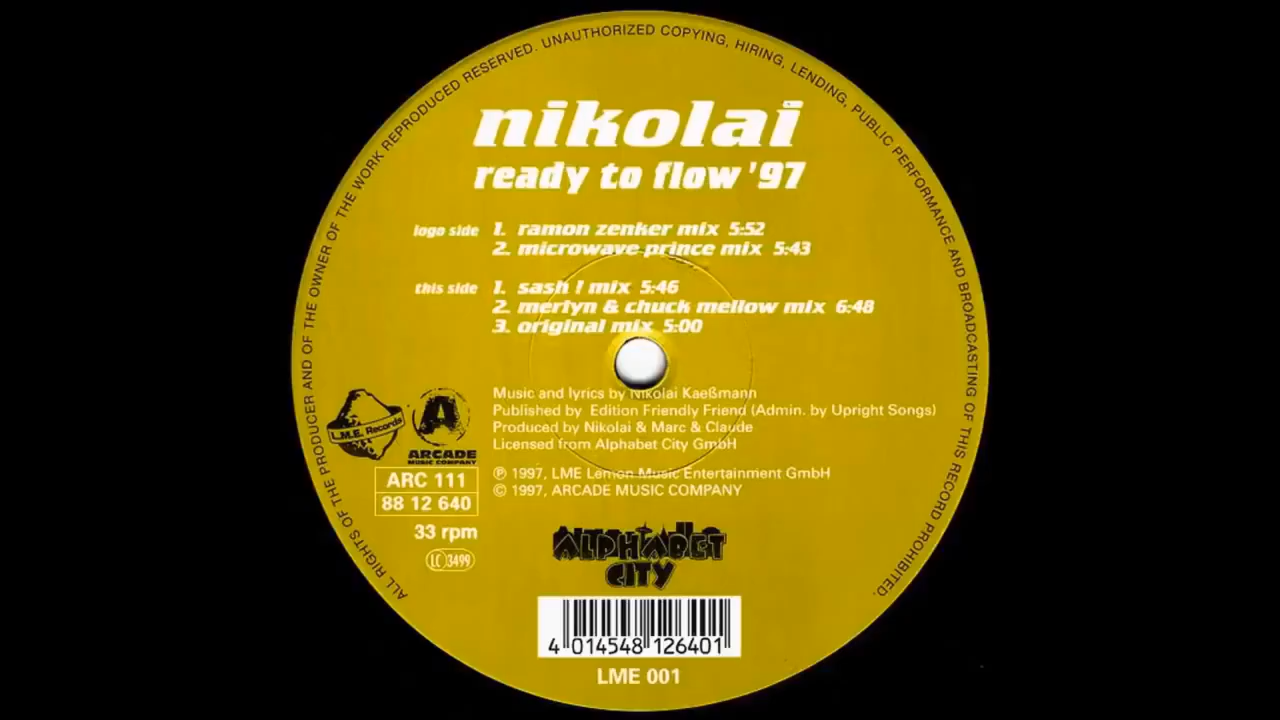 ALL RIGHTS OF THE PRODUCER AND OF THE OWNER OF THE WORK REPRODUCED RESERVED. UNAUTHORIZED COPYING, HIRING, LENDING, PUBLIC PERFORMANCE AND BROADCASTING OF THIS RECORD PROHIBITED.
nikolai
ready to flow '97
logo side 1. ramon zenker mix 5:52
2. microwave prince mix 5:43
this side 1. sash! mix 5:46
2. merlyn & chuck mellow mix 6:48
3. original mix 5:00
Music and lyrics by Nikolai Kaeßmann
Published by Edition Friendly Friend (Admin. by Upright Songs)
Produced by Nikolai & Marc & Claude
Licensed from Alphabet City GmbH
℗ 1997, LME Lemon Music Entertainment GmbH
© 1997, ARCADE MUSIC COMPANY
L.M.E. Records
A
ARCADE
MUSIC COMPANY
ARC 111
88 12 640
33 rpm
LC 3499
ALPHABET
CITY
4 014548 126401
LME 001